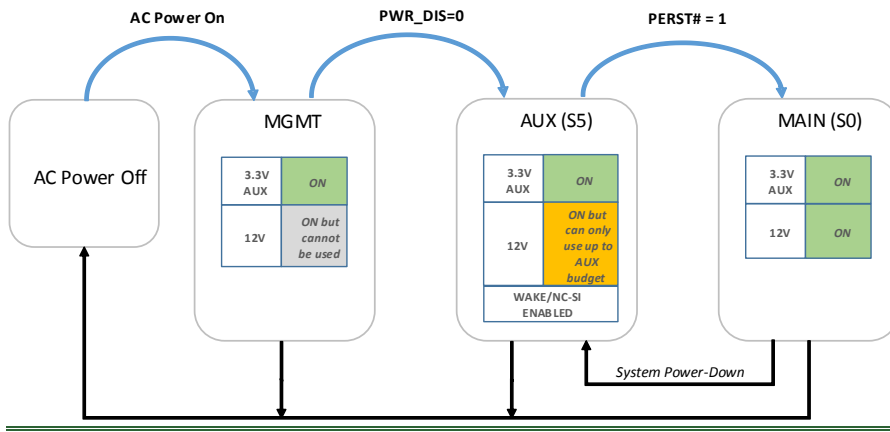 AC Power On
PWR_DIS=0
PERST# = 1
AC Power Off
MGMT
3.3V
AUX
ON
12V
ON but
cannot
be used
AUX (S5)
3.3V
AUX
ON
12V
ON but
can only
use up to
AUX
budget
WAKE/NC-SI
ENABLED
MAIN (S0)
3.3V
AUX
ON
12V
ON
System Power-Down